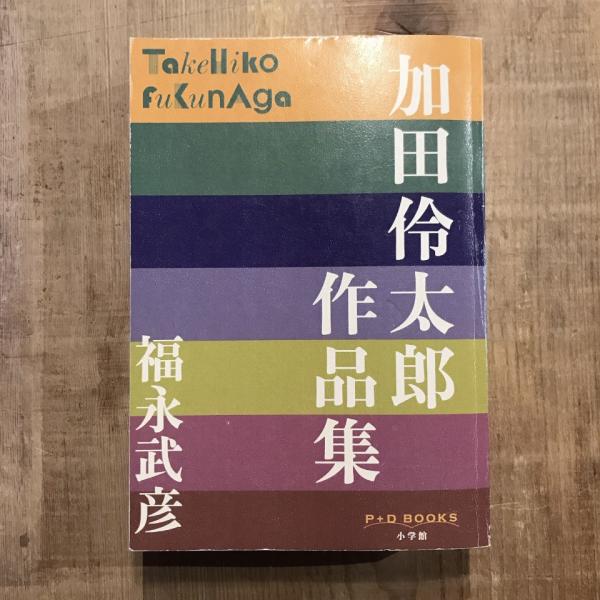 TakeHiko
fuKunAga
加田伶太郎
作品集
福永武彦
P+D BOOKS
小学館